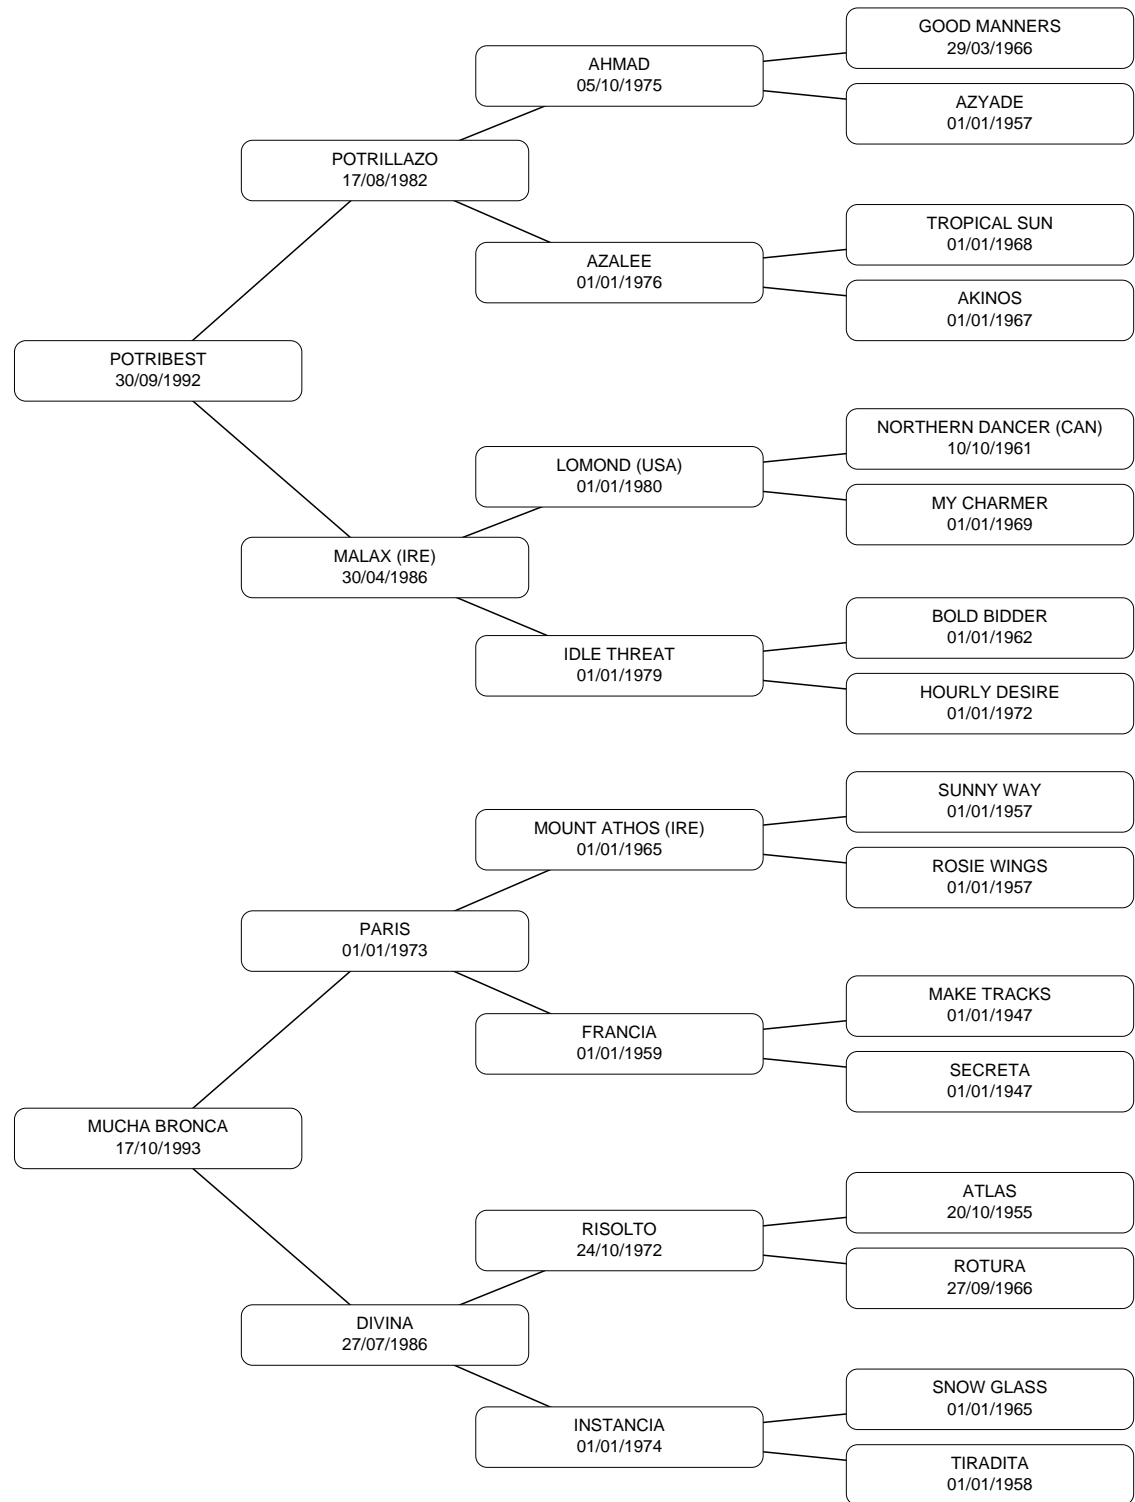 GOOD MANNERS
29/03/1966
AHMAD
05/10/1975
AZYADE
01/01/1957
POTRILLAZO
17/08/1982
TROPICAL SUN
01/01/1968
AZALEE
01/01/1976
AKINOS
01/01/1967
POTRIBEST
30/09/1992
NORTHERN DANCER (CAN)
10/10/1961
LOMOND (USA)
01/01/1980
MY CHARMER
01/01/1969
MALAX (IRE)
30/04/1986
BOLD BIDDER
01/01/1962
IDLE THREAT
01/01/1979
HOURLY DESIRE
01/01/1972
SUNNY WAY
01/01/1957
MOUNT ATHOS (IRE)
01/01/1965
ROSIE WINGS
01/01/1957
PARIS
01/01/1973
MAKE TRACKS
01/01/1947
FRANCIA
01/01/1959
SECRETA
01/01/1947
MUCHA BRONCA
17/10/1993
ATLAS
20/10/1955
RISOLTO
24/10/1972
ROTURA
27/09/1966
DIVINA
27/07/1986
SNOW GLASS
01/01/1965
INSTANCIA
01/01/1974
TIRADITA
01/01/1958